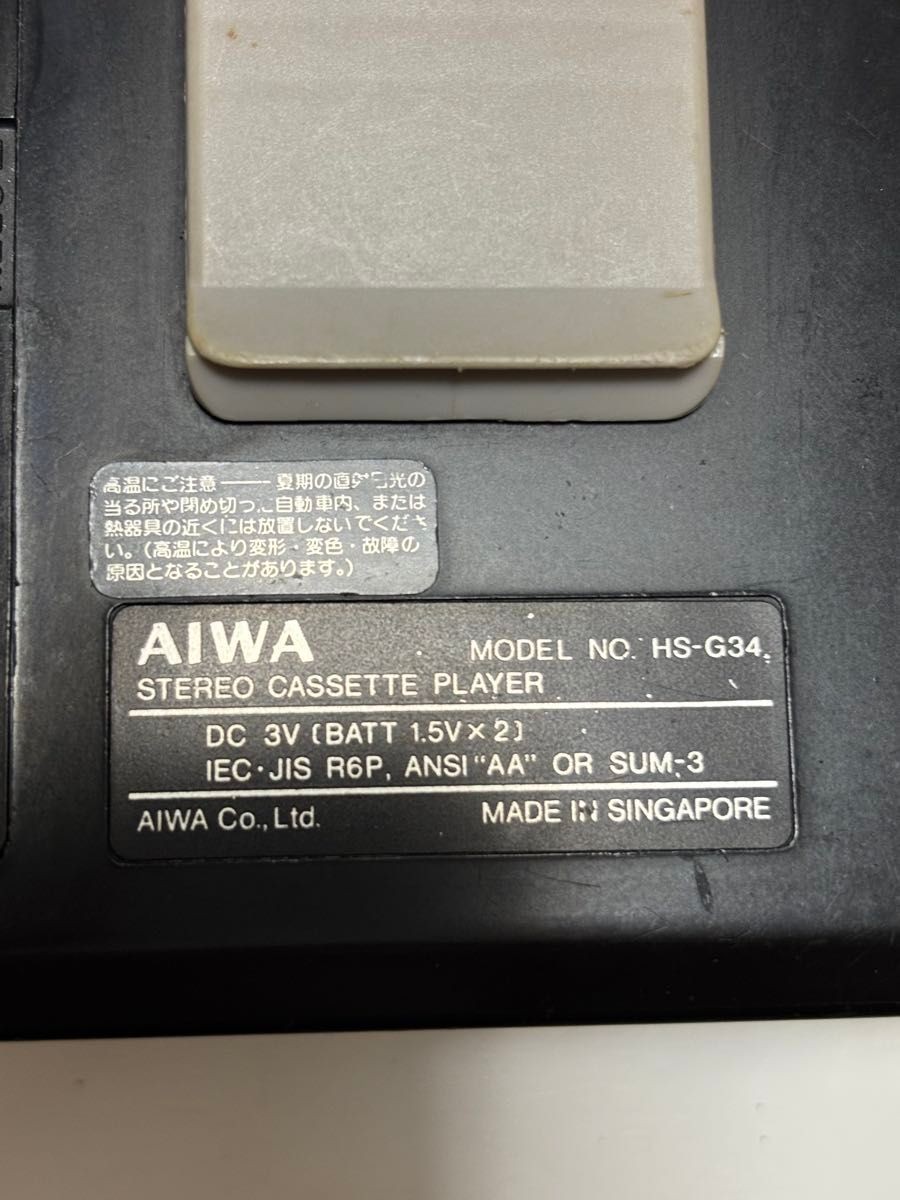 高温にご注意——夏期の直射日光の
当る所や閉め切った自動車内、または
熱器具の近くには放置しないでくださ
い。(高温により変形・変色・故障の
原因となることがあります。)
AIWA MODEL NO. HS-G34
STEREO CASSETTE PLAYER
DC 3V (BATT 1.5V×2)
IEC·JIS R6P, ANSI "AA" OR SUM-3
AIWA Co., Ltd. MADE IN SINGAPORE